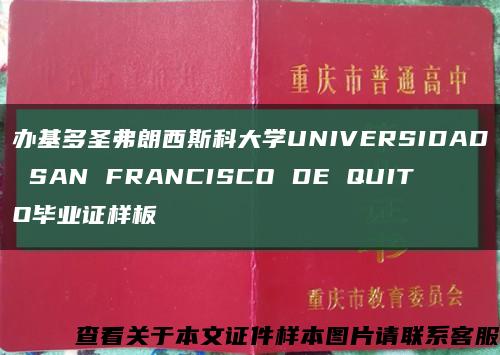 重庆市普通高中
办基多圣弗朗西斯科大学UNIVERSIDAD
SAN FRANCISCO DE QUIT
O毕业证样板
重庆市教育委员会
查看关于本文证件样本图片请联系客服